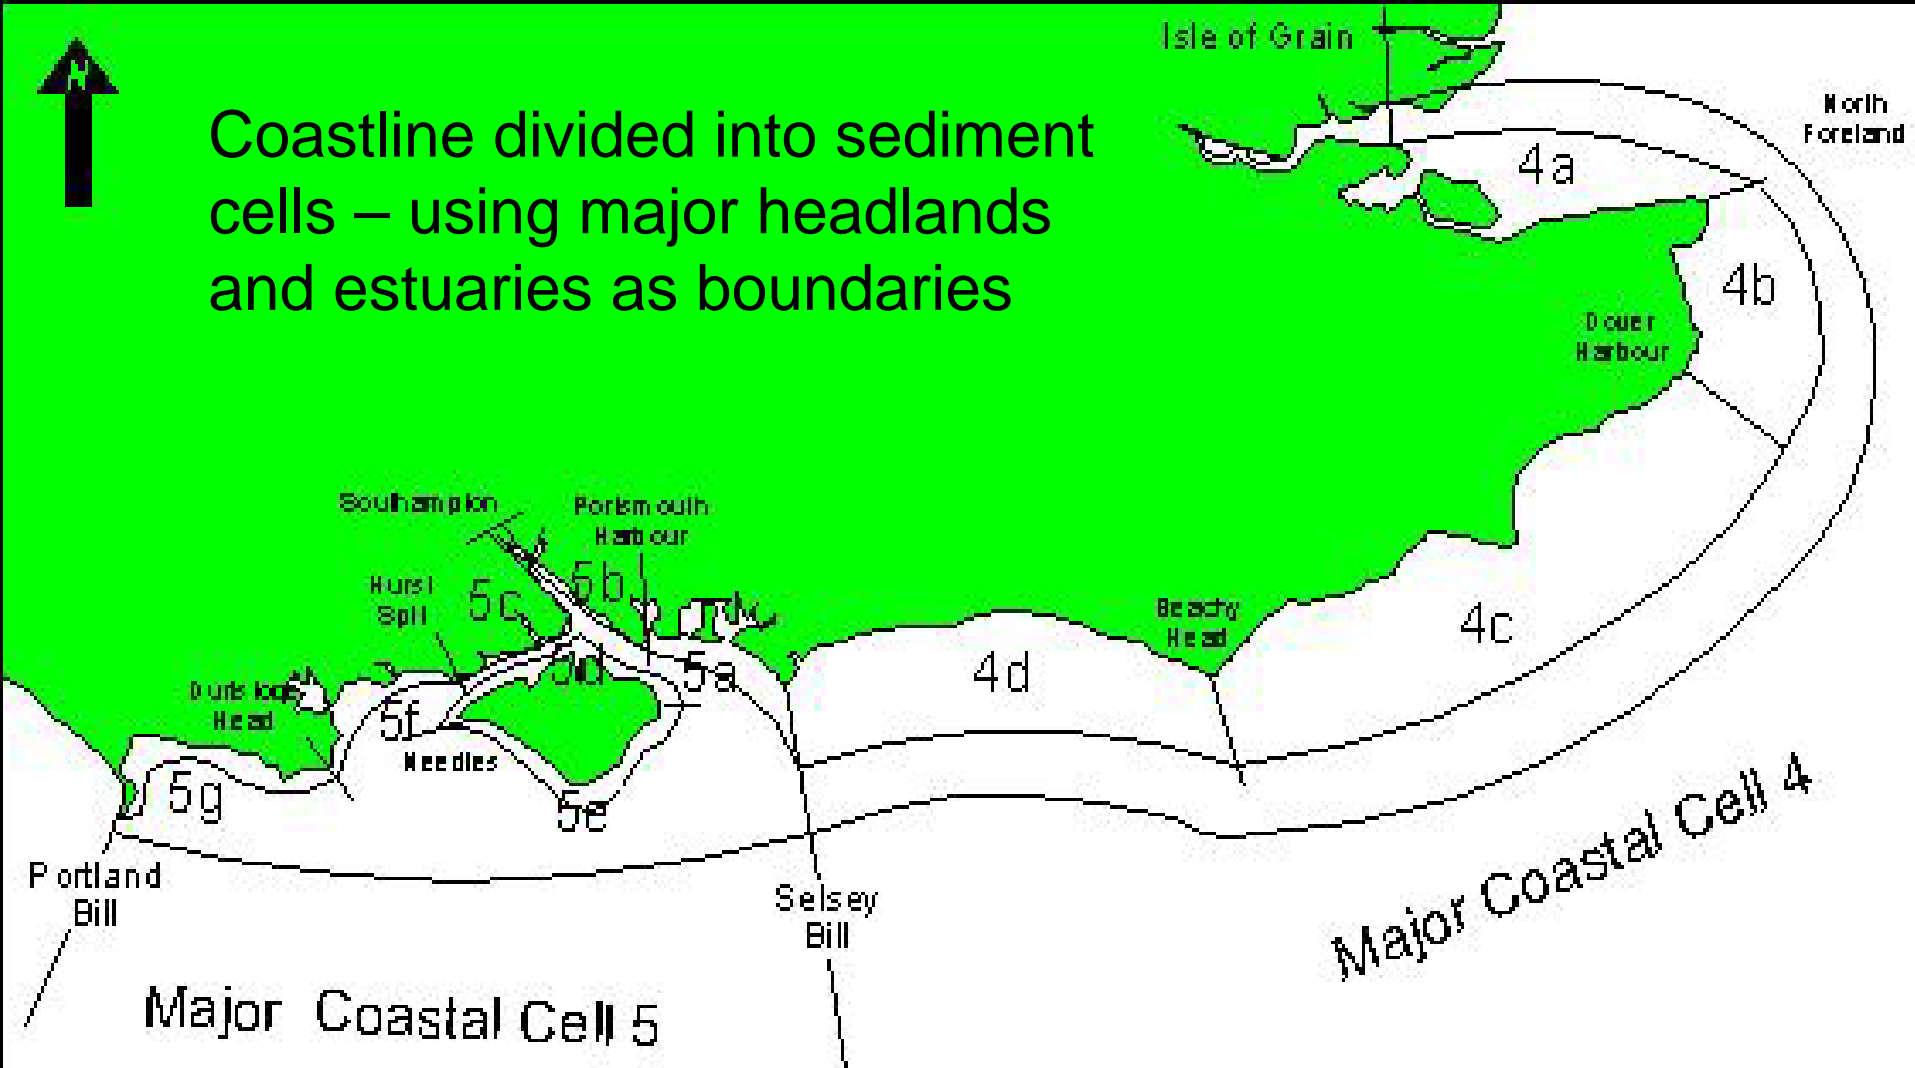 N
Isle of Grain
North
Foreland
Coastline divided into sediment
cells – using major headlands
and estuaries as boundaries
4a
4b
Dover
Harbour
Southampton
Portsmouth
Harbour
Hurst
Spit
5c
5b
Beachy
Head
4c
5d
5a
4d
Durlston
Head
5f
Needles
5g
5e
Portland
Bill
Selsey
Bill
Major Coastal Cell 4
Major Coastal Cell 5